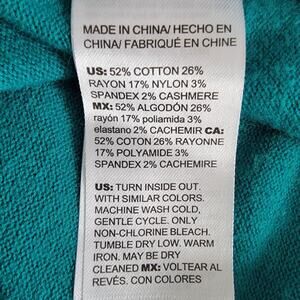 MADE IN CHINA/ HECHO EN
CHINA/ FABRIQUÉ EN CHINE
US: 52% COTTON 26%
RAYON 17% NYLON 3%
SPANDEX 2% CASHMERE
MX: 52% ALGODÓN 26%
rayón 17% poliamida 3%
elastano 2% CACHEMIR CA:
52% COTON 26% RAYONNE
17% POLYAMIDE 3%
SPANDEX 2% CACHEMIRE
US: TURN INSIDE OUT.
WITH SIMILAR COLORS.
MACHINE WASH COLD,
GENTLE CYCLE. ONLY
NON-CHLORINE BLEACH.
TUMBLE DRY LOW. WARM
IRON. MAY BE DRY
CLEANED MX: VOLTEAR AL
REVÉS. CON COLORES